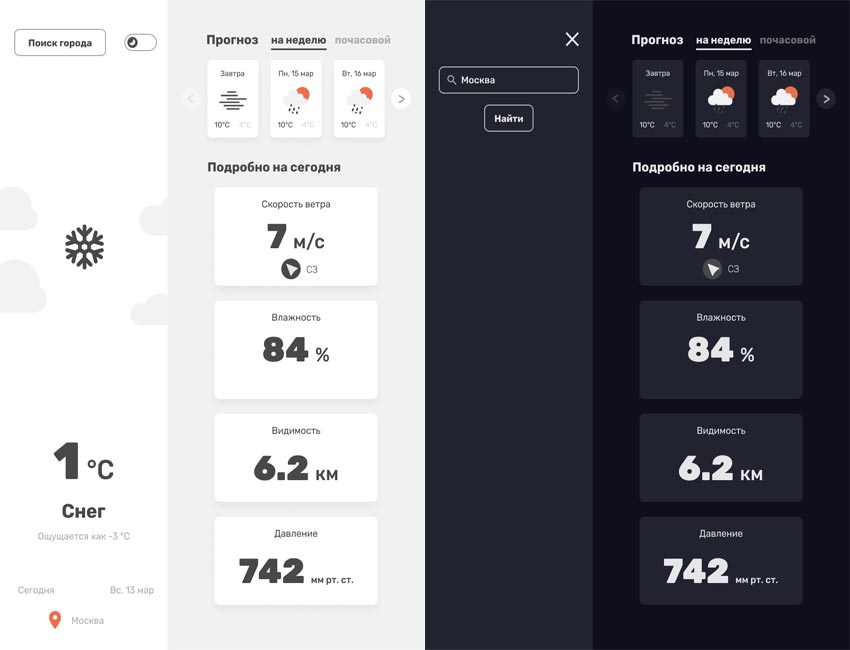 Поиск города
1 °C
Снег
Ощущается как -3 °C
Сегодня Вс, 13 мар
Москва
Прогноз на неделю почасовой
Завтра Пн, 15 мар Вт, 16 мар
< >
10°C 4°C 10°C 4°C 10°C 4°C
Подробно на сегодня
Скорость ветра
7 м/с
СЗ
Влажность
84 %
Видимость
6.2 км
Давление
742 мм рт. ст.
Москва
Найти
Прогноз на неделю почасовой
Завтра Пн, 15 мар Вт, 16 мар
< >
10°C 4°C 10°C 4°C 10°C 4°C
Подробно на сегодня
Скорость ветра
7 м/с
СЗ
Влажность
84 %
Видимость
6.2 км
Давление
742 мм рт. ст.